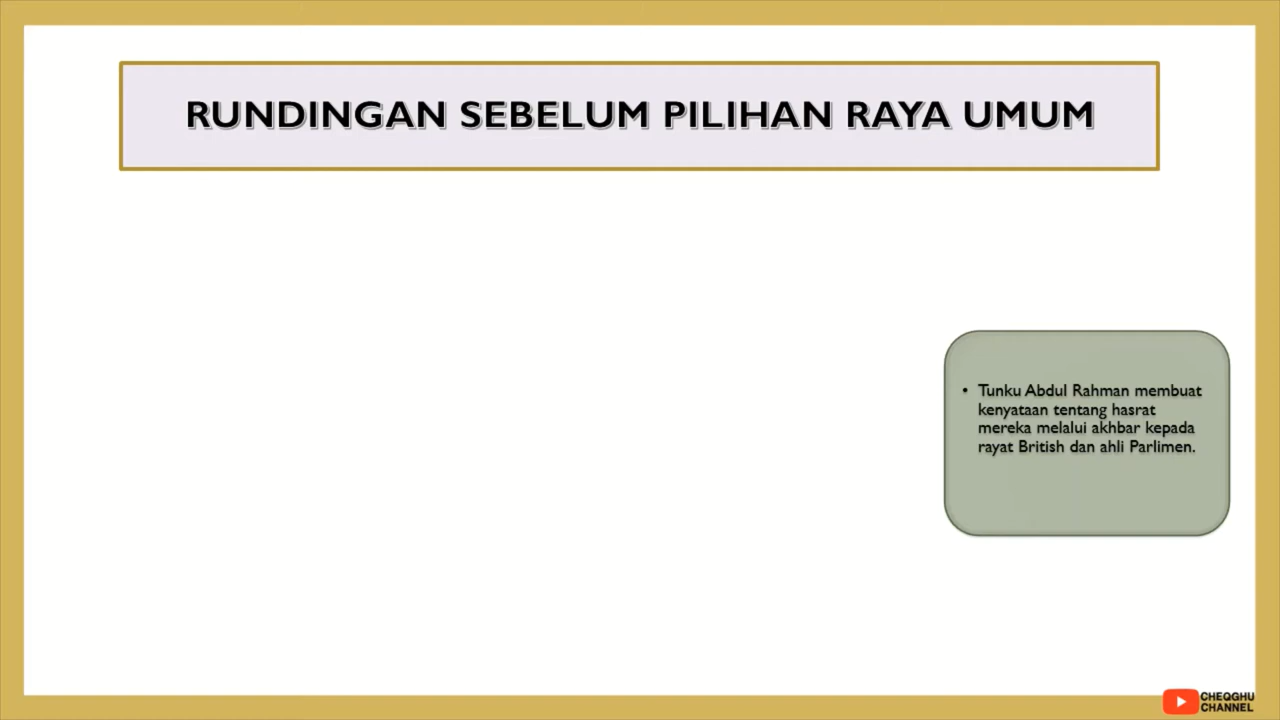 RUNDINGAN SEBELUM PILIHAN RAYA UMUM
• Tunku Abdul Rahman membuat
kenyataan tentang hasrat
mereka melalui akhbar kepada
rayat British dan ahli Parlimen.
CHEQGHU
CHANNEL